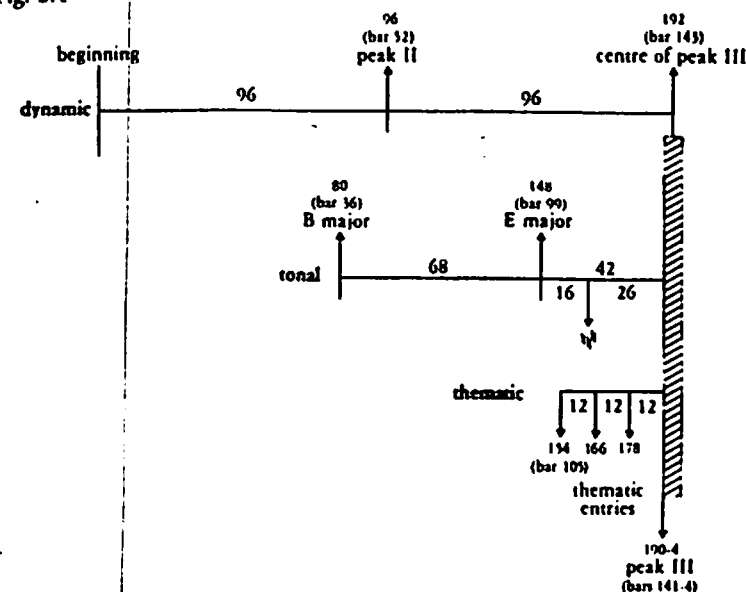 96
(bar 52)
peak II
192
(bar 143)
centre of peak III
beginning
dynamic
96
96
80
(bar 36)
B major
148
(bar 99)
E major
tonal
68
42
16
26
thematic
12
12
12
154
166
178
(bar 105)
thematic
entries
190-4
peak III
(bars 141-4)